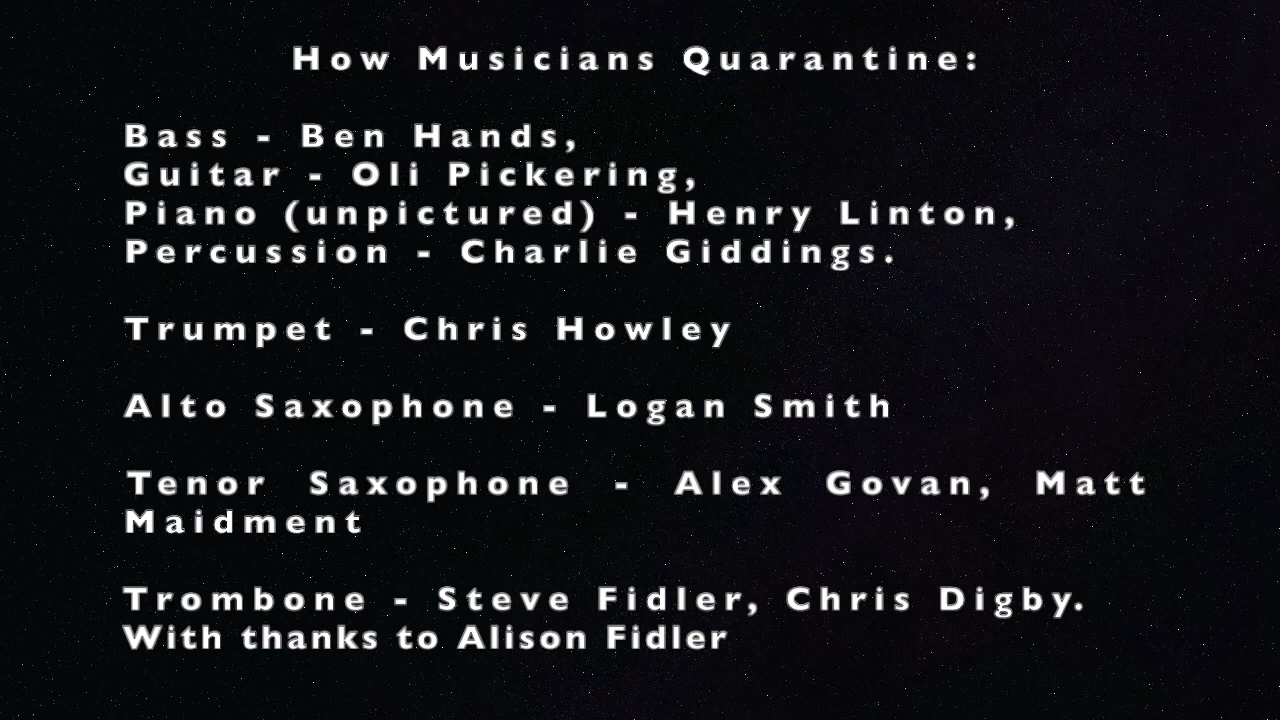 How Musicians Quarantine:
Bass - Ben Hands,
Guitar - Oli Pickering,
Piano (unpictured) - Henry Linton,
Percussion - Charlie Giddings.
Trumpet - Chris Howley
Alto Saxophone - Logan Smith
Tenor Saxophone - Alex Govan, Matt
Maidment
Trombone - Steve Fidler, Chris Digby.
With thanks to Alison Fidler